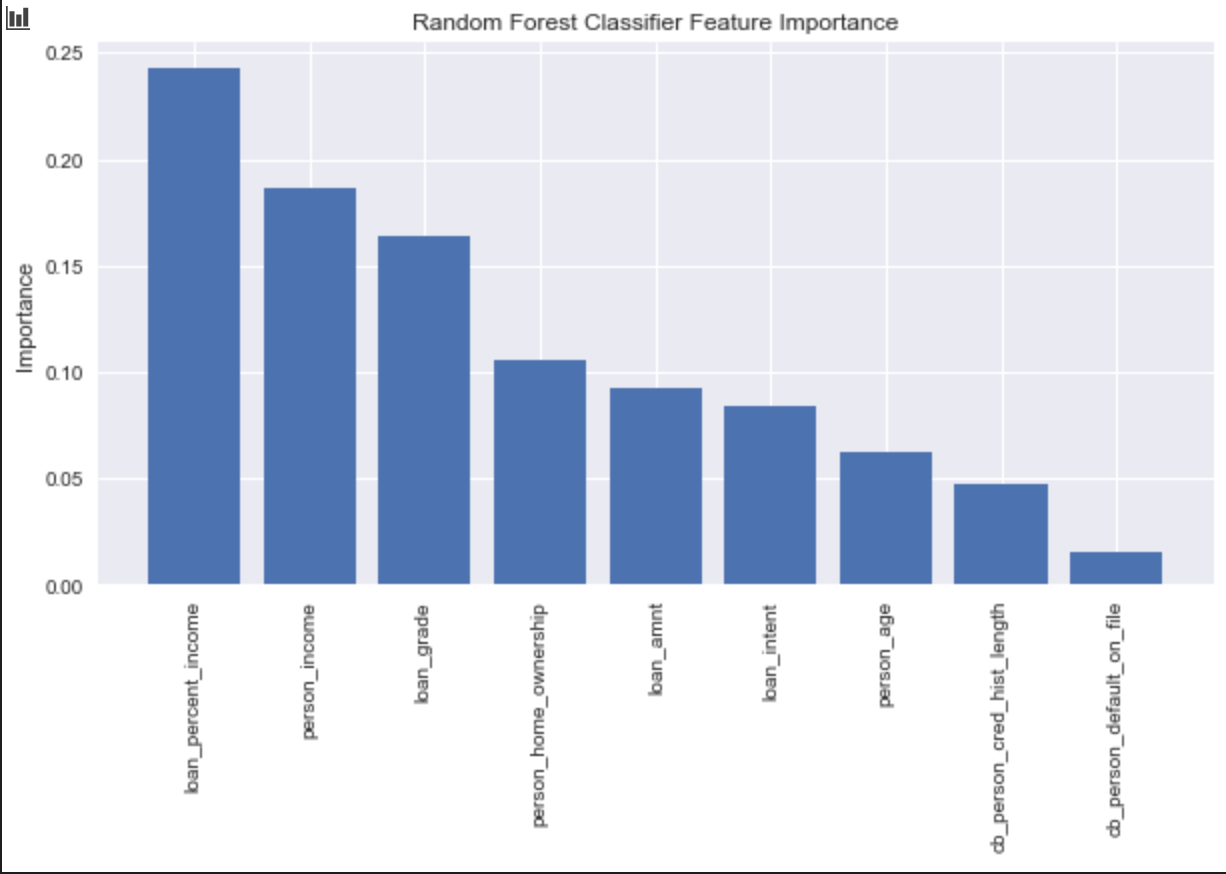 Random Forest Classifier Feature Importance
Importance
0.25
0.20
0.15
0.10
0.05
0.00
loan_percent_income
person_income
loan_grade
person_home_ownership
loan_amnt
loan_intent
person_age
cb_person_cred_hist_length
cb_person_default_on_file